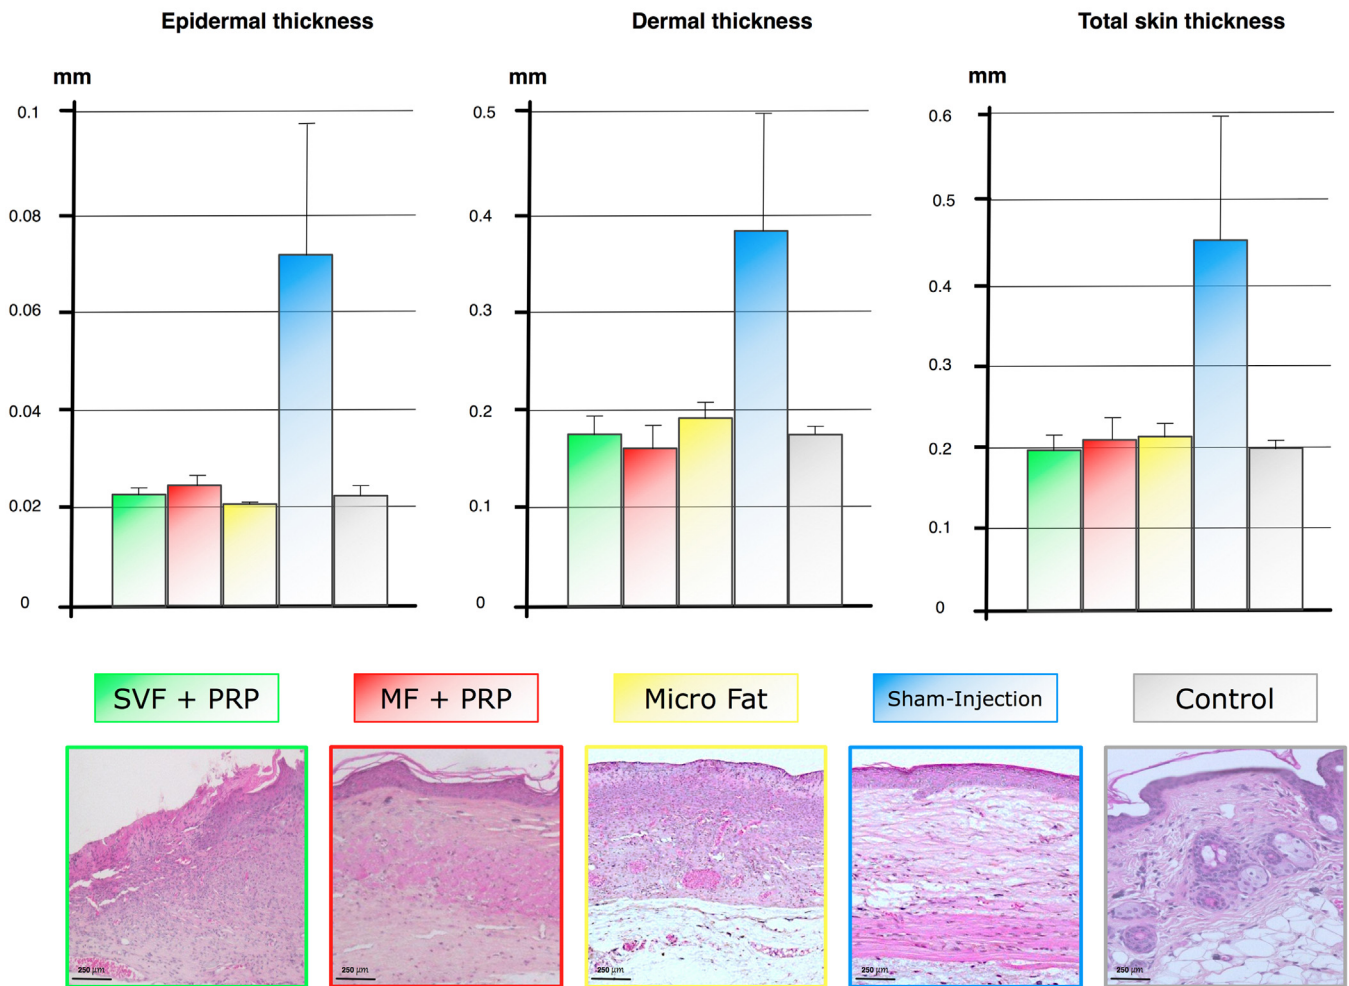 Epidermal thickness
Dermal thickness
Total skin thickness
mm
mm
mm
0.1
0.08
0.06
0.04
0.02
0
0.5
0.4
0.3
0.2
0.1
0
0.6
0.5
0.4
0.3
0.2
0.1
0
SVF + PRP
MF + PRP
Micro Fat
Sham-Injection
Control
250 µm
250 µm
250 µm
250 µm
250 µm